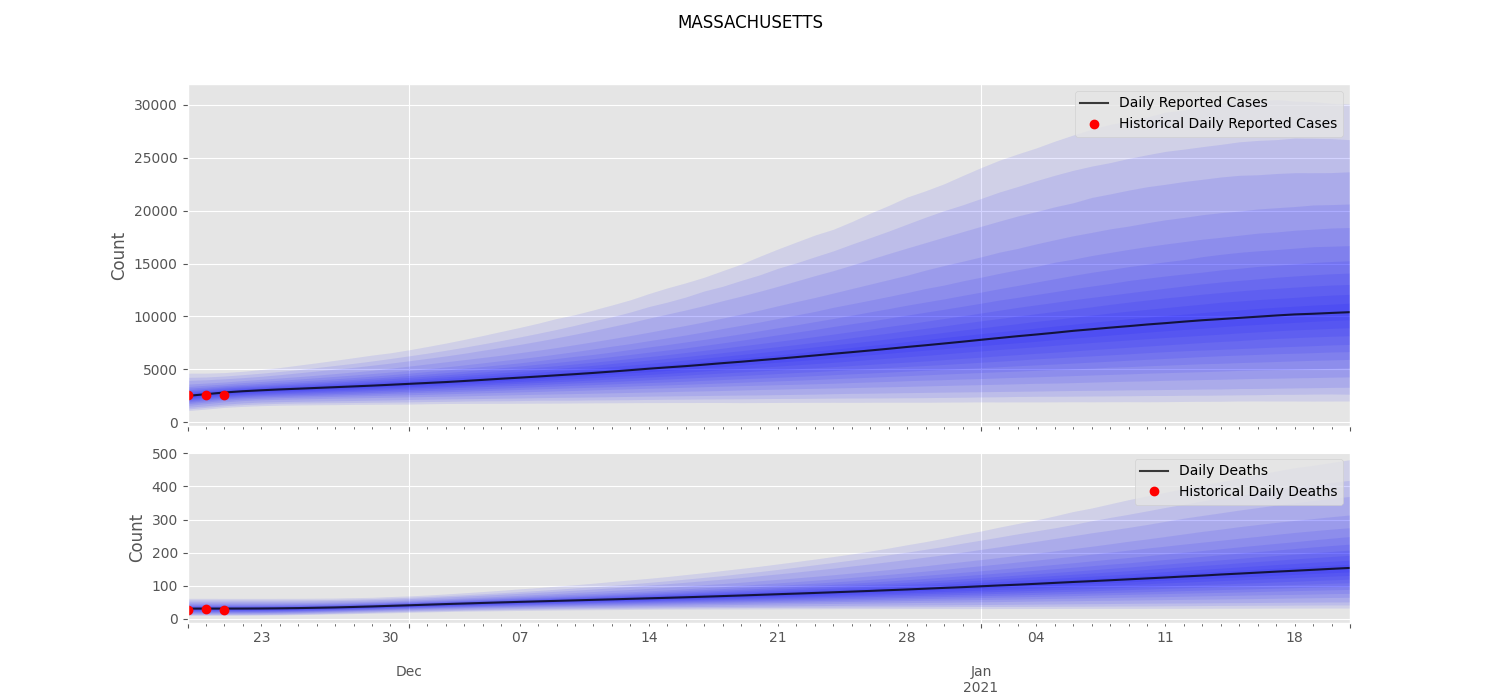 MASSACHUSETTS
30000
25000
20000
15000
10000
5000
0
Count
Daily Reported Cases
Historical Daily Reported Cases
500
400
300
200
100
0
Count
Daily Deaths
Historical Daily Deaths
23 30 07 14 21 28 04 11 18
Dec Jan
2021